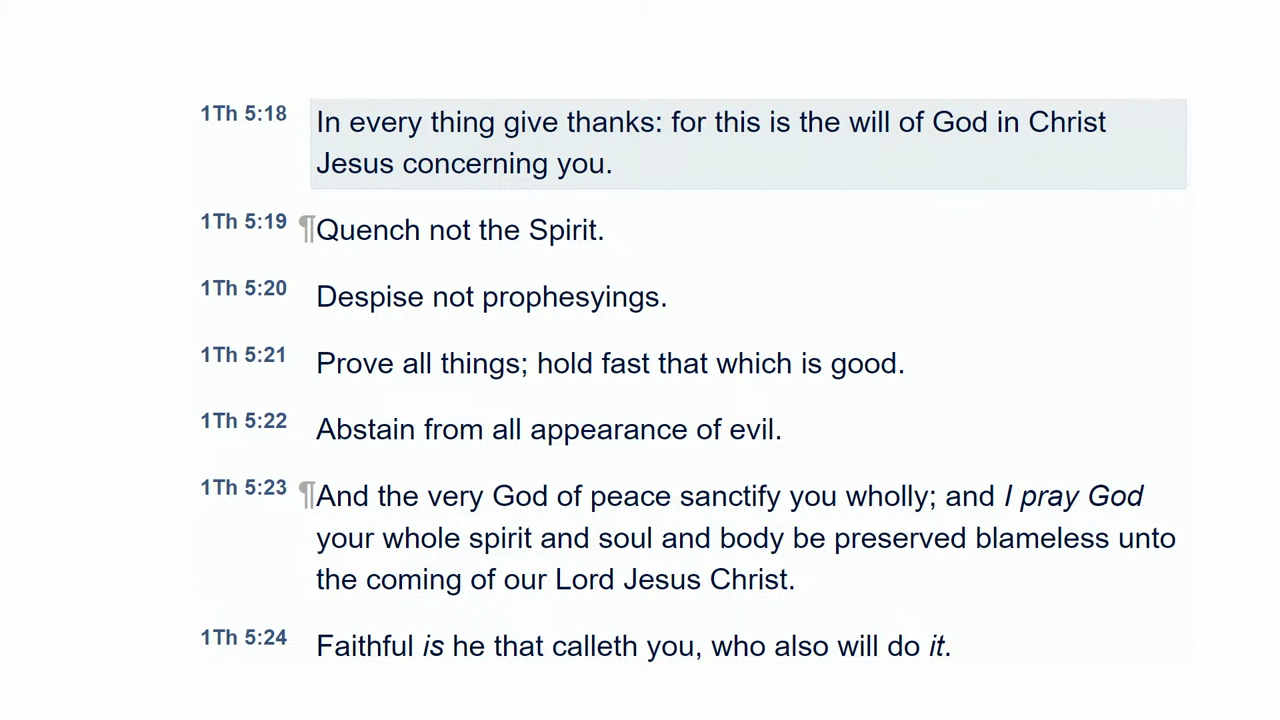 1Th 5:18 In every thing give thanks: for this is the will of God in Christ
Jesus concerning you.
1Th 5:19 ¶Quench not the Spirit.
1Th 5:20 Despise not prophesyings.
1Th 5:21 Prove all things; hold fast that which is good.
1Th 5:22 Abstain from all appearance of evil.
1Th 5:23 ¶And the very God of peace sanctify you wholly; and I pray God
your whole spirit and soul and body be preserved blameless unto
the coming of our Lord Jesus Christ.
1Th 5:24 Faithful is he that calleth you, who also will do it.